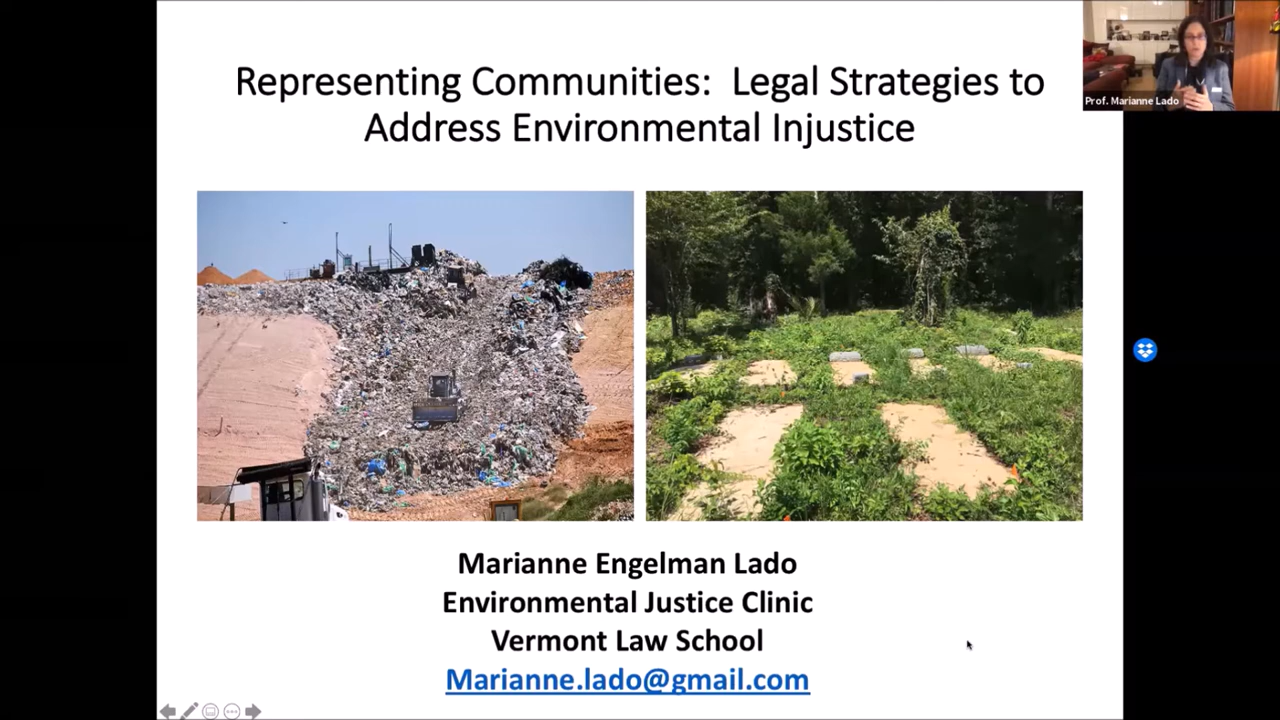 Representing Communities:  Legal Strategies to
Address Environmental Injustice
Prof. Marianne Lado
Marianne Engelman Lado
Environmental Justice Clinic
Vermont Law School
Marianne.lado@gmail.com